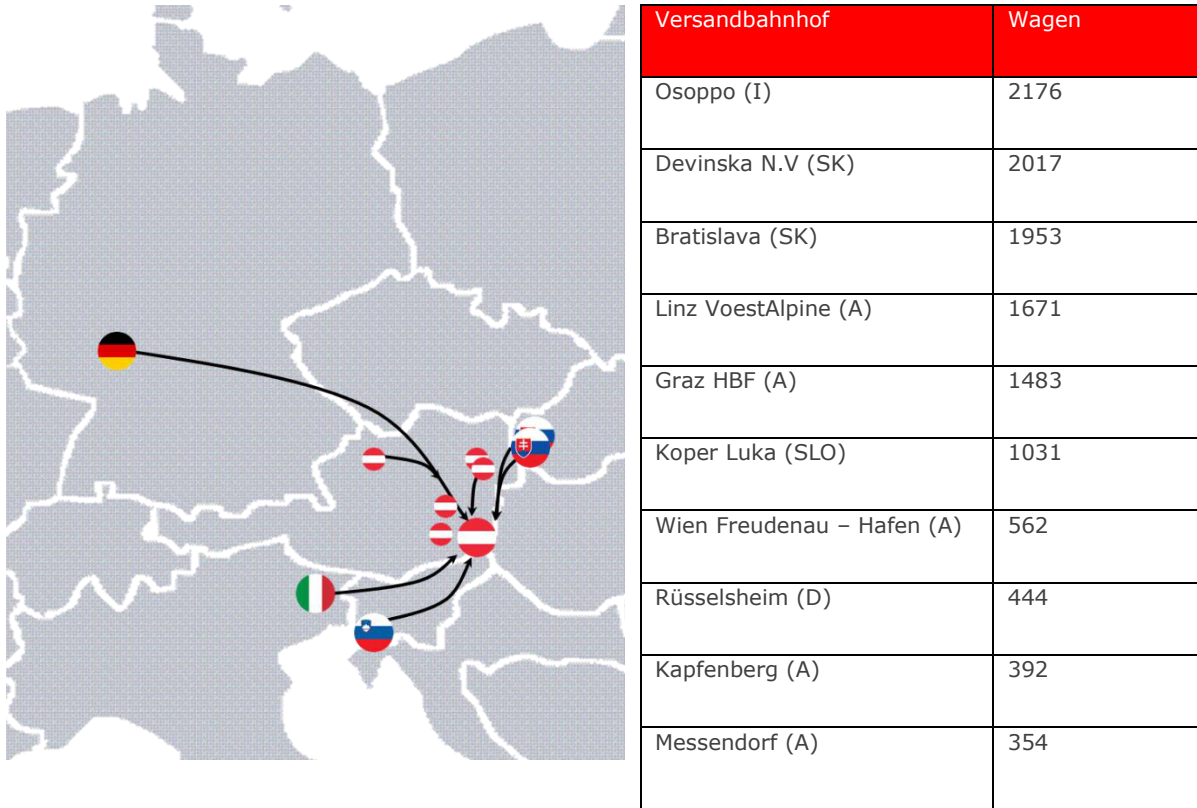 Versandbahnhof Wagen
Osoppo (I) 2176
Devinska N.V (SK) 2017
Bratislava (SK) 1953
Linz VoestAlpine (A) 1671
Graz HBF (A) 1483
Koper Luka (SLO) 1031
Wien Freudenau – Hafen (A) 562
Rüsselsheim (D) 444
Kapfenberg (A) 392
Messendorf (A) 354